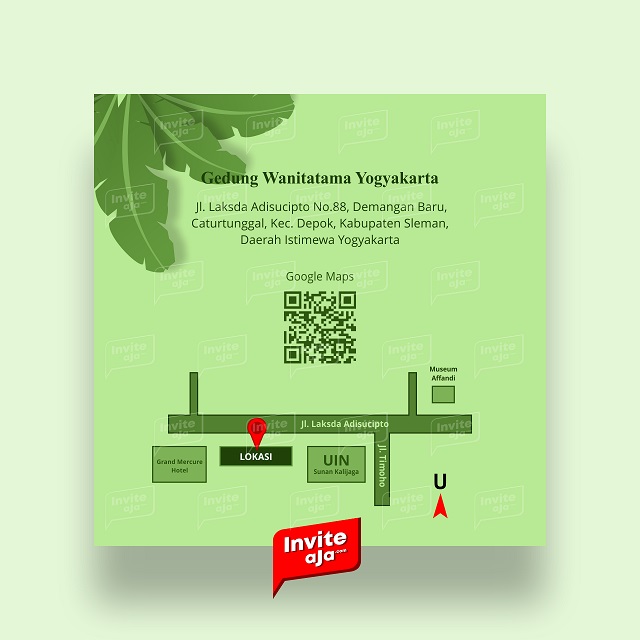 Gedung Wanitatama Yogyakarta
Jl. Laksda Adisucipto No.88, Demangan Baru,
Caturtunggal, Kec. Depok, Kabupaten Sleman,
Daerah Istimewa Yogyakarta
Google Maps
Museum
Affandi
Jl. Laksda Adisucipto
Grand Mercure
Hotel
LOKASI
UIN
Sunan Kalijaga
Jl. Timoho
U
Invite
aja.com